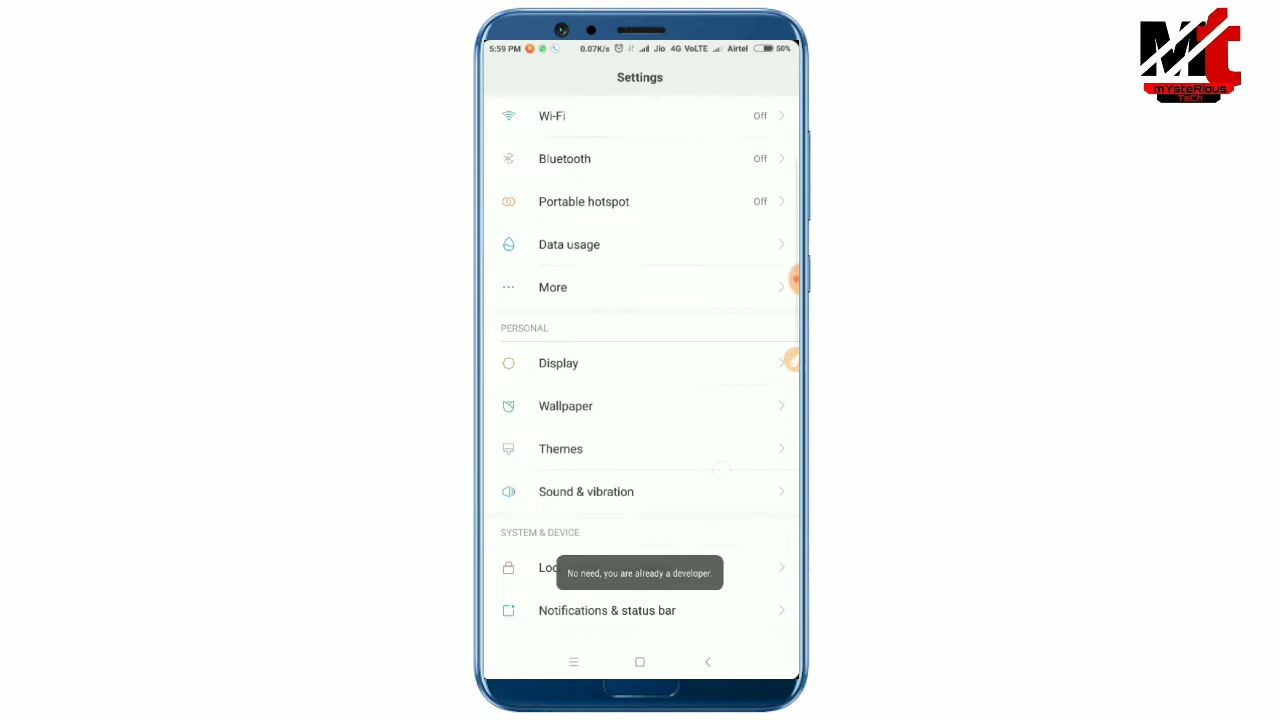 5:59 PM 0.07K/s Jio 4G VoLTE Airtel 50%
Settings
Wi-Fi Off
Bluetooth Off
Portable hotspot Off
Data usage
More
PERSONAL
Display
Wallpaper
Themes
Sound & vibration
SYSTEM & DEVICE
No need, you are already a developer.
Notifications & status bar
Mt
mYsteRIous
TeCh